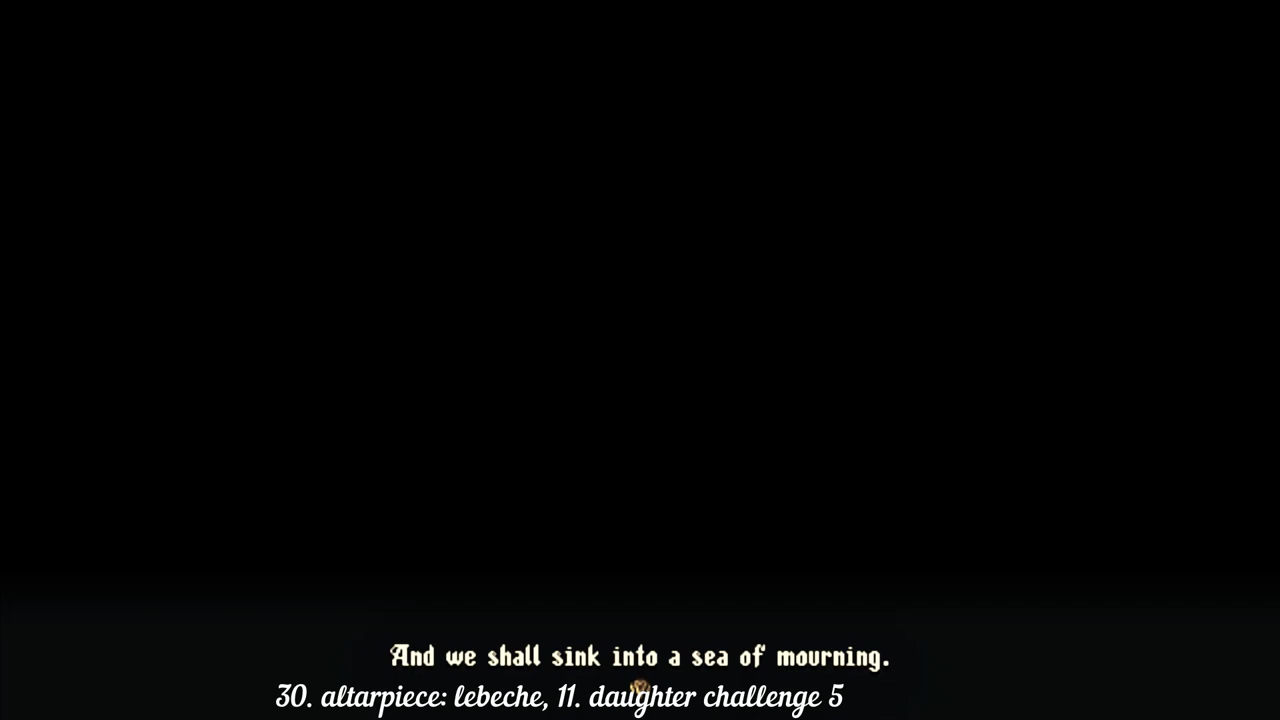 And we shall sink into a sea of mourning.
30. altarpiece: lebeche, 11. daughter challenge 5